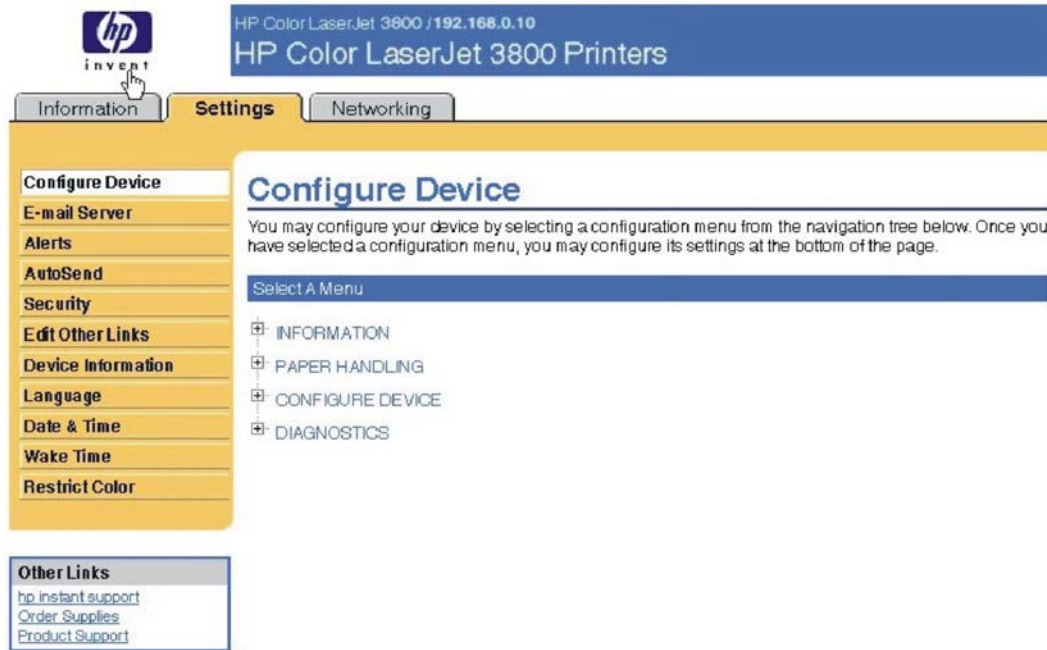 hp
invent
HP Color LaserJet 3800 / 192.168.0.10
HP Color LaserJet 3800 Printers
Information
Settings
Networking
Configure Device
E-mail Server
Alerts
AutoSend
Security
Edit Other Links
Device Information
Language
Date & Time
Wake Time
Restrict Color
Other Links
hp instant support
Order Supplies
Product Support
Configure Device
You may configure your device by selecting a configuration menu from the navigation tree below. Once you
have selected a configuration menu, you may configure its settings at the bottom of the page.
Select A Menu
INFORMATION
PAPER HANDLING
CONFIGURE DEVICE
DIAGNOSTICS